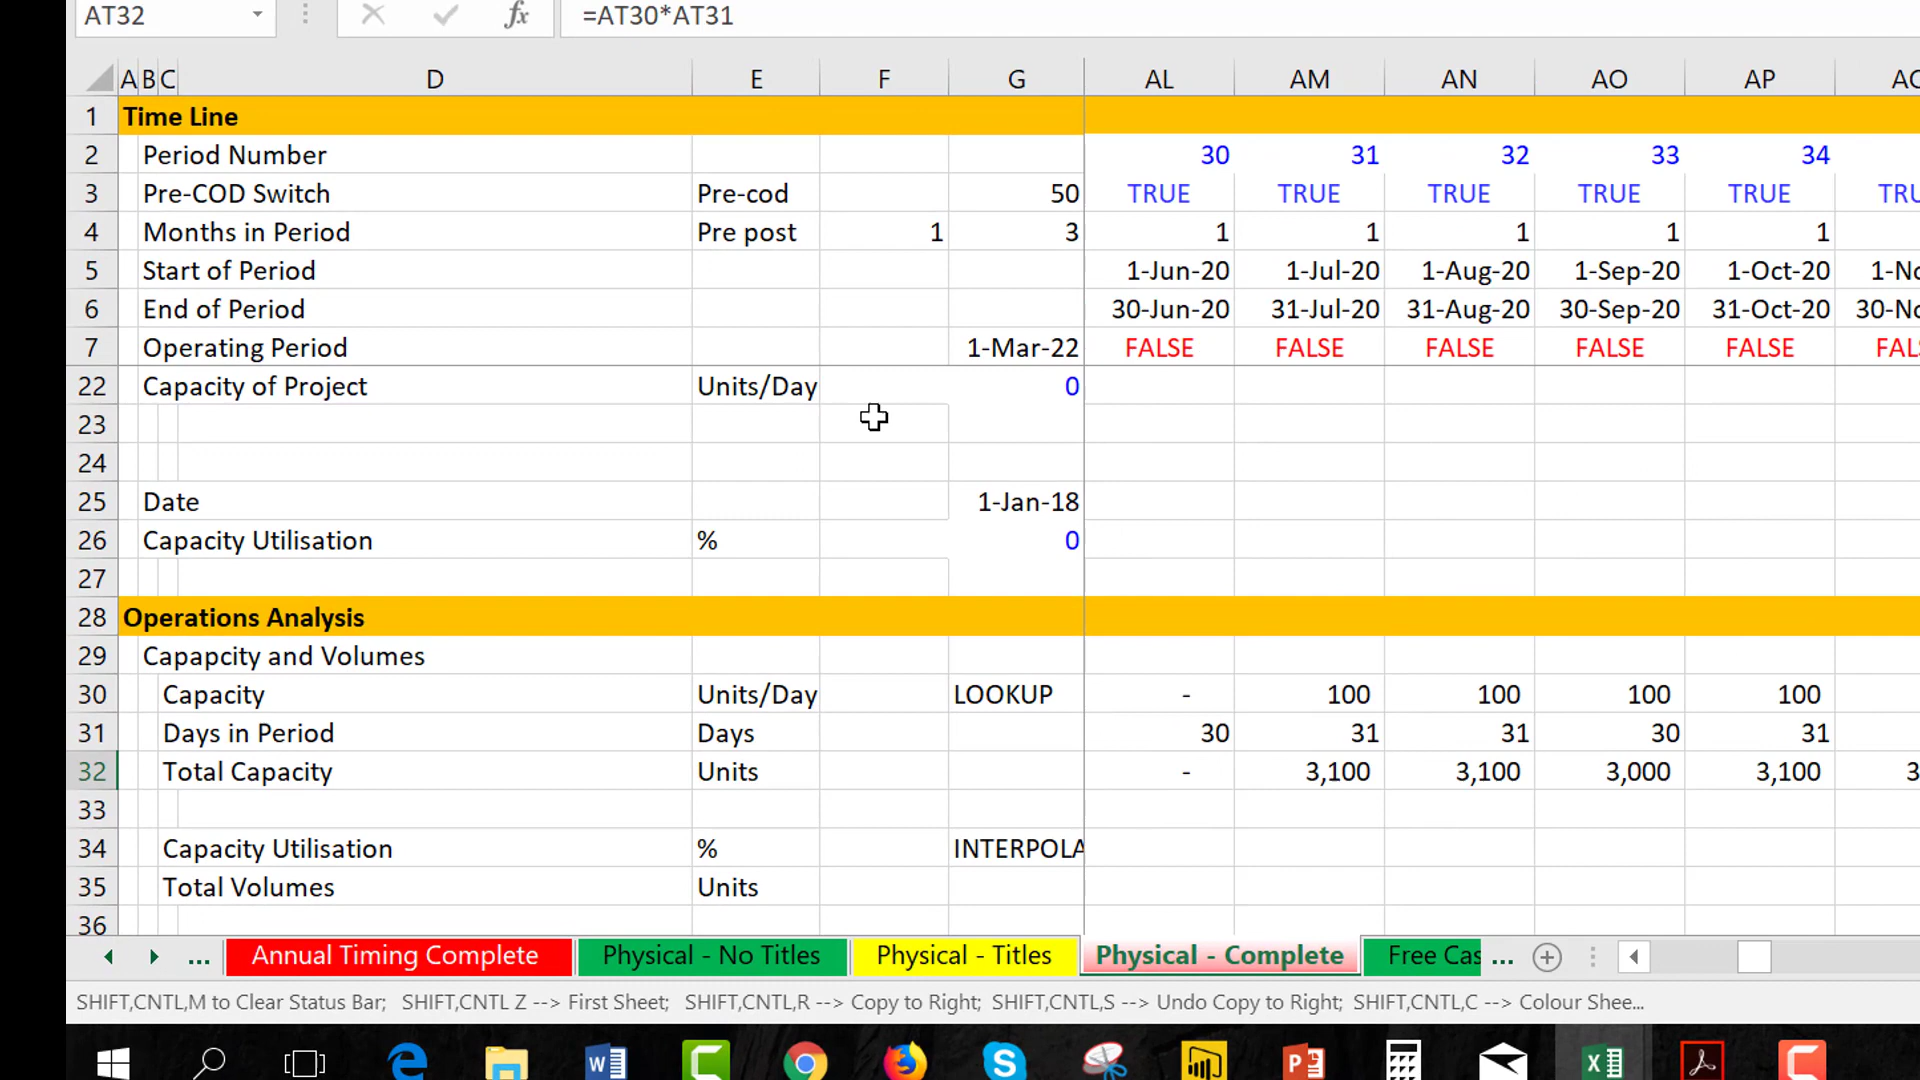 AT32 fx =AT30*AT31
A B C D E F G AL AM AN AO AP
1 Time Line
2 Period Number 30 31 32 33 34
3 Pre-COD Switch Pre-cod 50 TRUE TRUE TRUE TRUE TRUE TRU
4 Months in Period Pre post 1 3 1 1 1 1 1
5 Start of Period 1-Jun-20 1-Jul-20 1-Aug-20 1-Sep-20 1-Oct-20 1-No
6 End of Period 30-Jun-20 31-Jul-20 31-Aug-20 30-Sep-20 31-Oct-20 30-No
7 Operating Period 1-Mar-22 FALSE FALSE FALSE FALSE FALSE FAL
22 Capacity of Project Units/Day 0
23
24
25 Date 1-Jan-18
26 Capacity Utilisation % 0
27
28 Operations Analysis
29 Capapcity and Volumes
30 Capacity Units/Day LOOKUP - 100 100 100 100
31 Days in Period Days 30 31 31 30 31
32 Total Capacity Units - 3,100 3,100 3,000 3,100 3
33
34 Capacity Utilisation % INTERPOLA
35 Total Volumes Units
36
... Annual Timing Complete Physical - No Titles Physical - Titles Physical - Complete Free Cas ...
SHIFT,CNTL,M to Clear Status Bar; SHIFT,CNTL Z --> First Sheet; SHIFT,CNTL,R --> Copy to Right; SHIFT,CNTL,S --> Undo Copy to Right; SHIFT,CNTL,C --> Colour Shee...